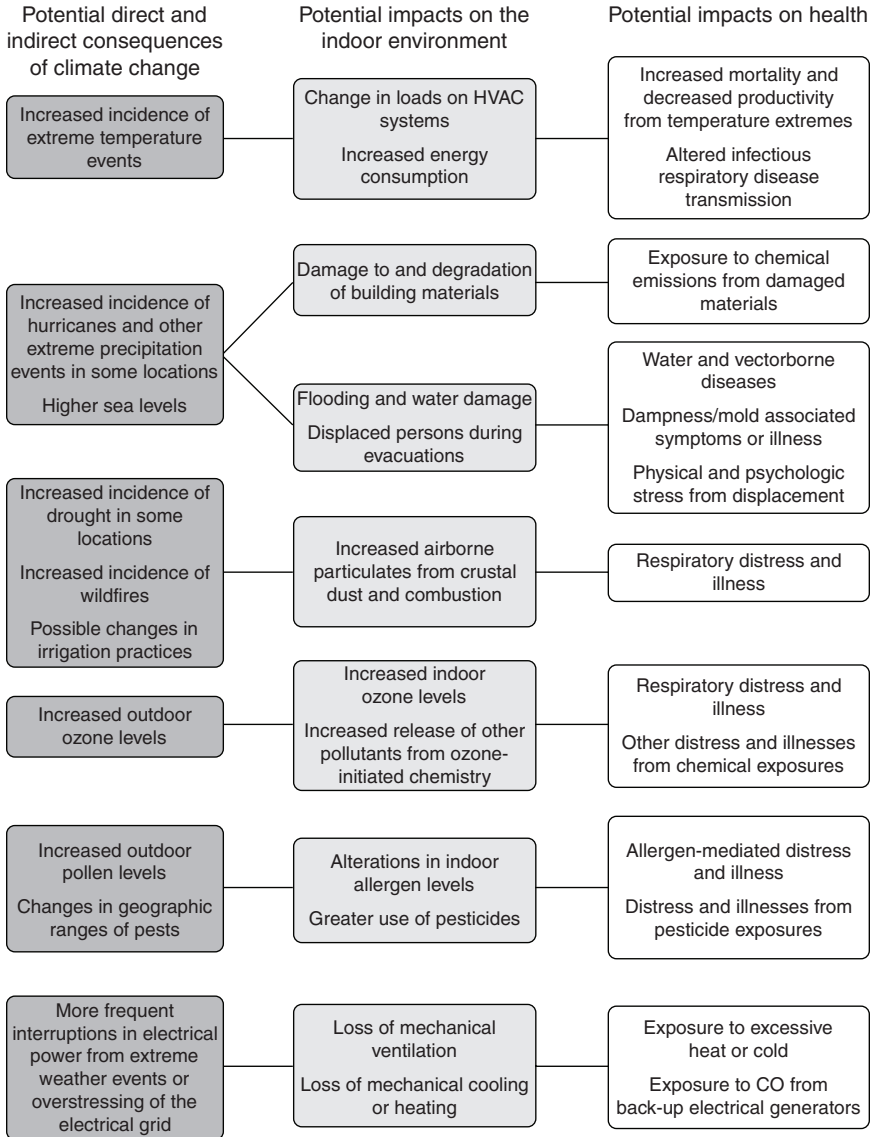 Potential direct and
indirect consequences
of climate change
Potential impacts on the
indoor environment
Potential impacts on health
Increased incidence of
extreme temperature
events
Change in loads on HVAC
systems
Increased energy
consumption
Increased mortality and
decreased productivity
from temperature extremes
Altered infectious
respiratory disease
transmission
Increased incidence of
hurricanes and other
extreme precipitation
events in some locations
Higher sea levels
Damage to and degradation
of building materials
Exposure to chemical
emissions from damaged
materials
Flooding and water damage
Displaced persons during
evacuations
Water and vectorborne
diseases
Dampness/mold associated
symptoms or illness
Physical and psychologic
stress from displacement
Increased incidence of
drought in some
locations
Increased incidence of
wildfires
Possible changes in
irrigation practices
Increased airborne
particulates from crustal
dust and combustion
Respiratory distress and
illness
Increased outdoor
ozone levels
Increased indoor
ozone levels
Increased release of other
pollutants from ozone-
initiated chemistry
Respiratory distress and
illness
Other distress and illnesses
from chemical exposures
Increased outdoor
pollen levels
Changes in geographic
ranges of pests
Alterations in indoor
allergen levels
Greater use of pesticides
Allergen-mediated distress
and illness
Distress and illnesses from
pesticide exposures
More frequent
interruptions in electrical
power from extreme
weather events or
overstressing of the
electrical grid
Loss of mechanical
ventilation
Loss of mechanical cooling
or heating
Exposure to excessive
heat or cold
Exposure to CO from
back-up electrical generators